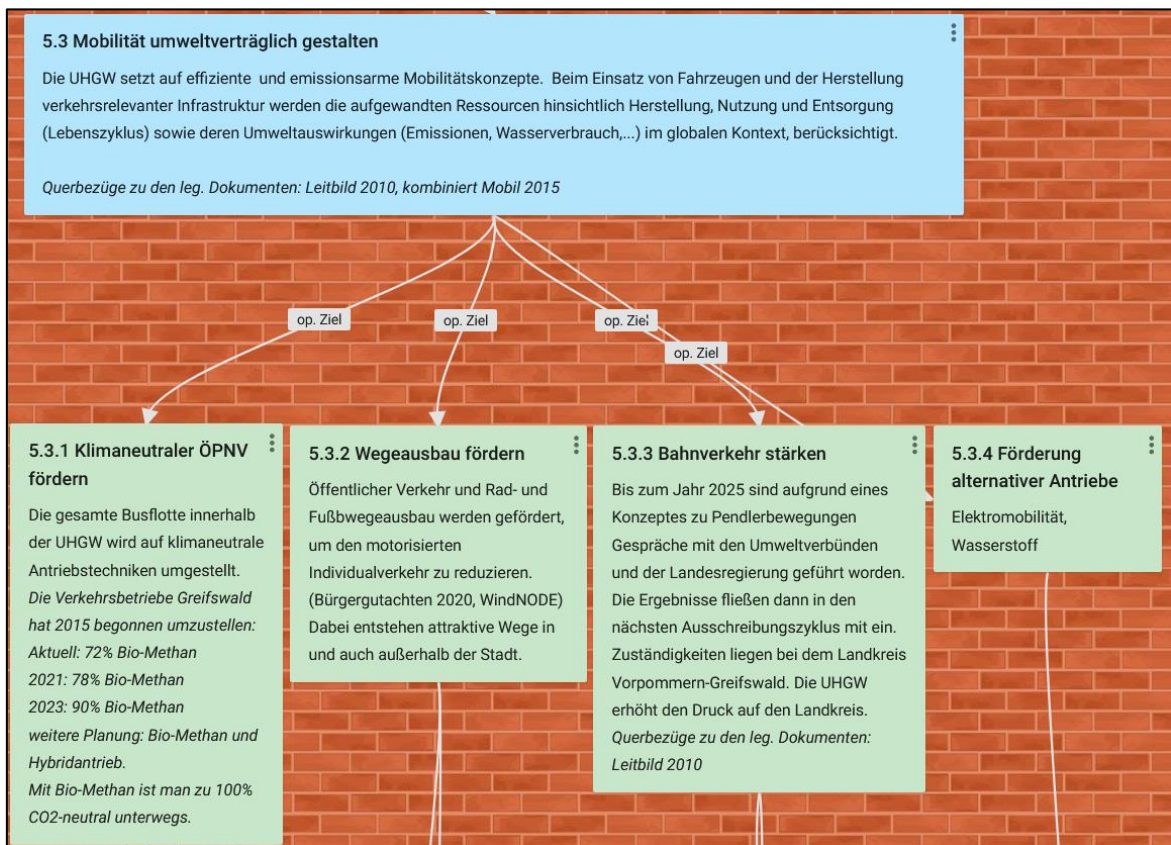 5.3 Mobilität umweltverträglich gestalten
Die UHGW setzt auf effiziente und emissionsarme Mobilitätskonzepte. Beim Einsatz von Fahrzeugen und der Herstellung
verkehrsrelevanter Infrastruktur werden die aufgewandten Ressourcen hinsichtlich Herstellung, Nutzung und Entsorgung
(Lebenszyklus) sowie deren Umweltauswirkungen (Emissionen, Wasserverbrauch,...) im globalen Kontext, berücksichtigt.
Querbezüge zu den leg. Dokumenten: Leitbild 2010, kombiniert Mobil 2015
op. Ziel
op. Ziel
op. Ziel
op. Ziel
5.3.1 Klimaneutraler ÖPNV
fördern
Die gesamte Busflotte innerhalb
der UHGW wird auf klimaneutrale
Antriebstechniken umgestellt.
Die Verkehrsbetriebe Greifswald
hat 2015 begonnen umzustellen:
Aktuell: 72% Bio-Methan
2021: 78% Bio-Methan
2023: 90% Bio-Methan
weitere Planung: Bio-Methan und
Hybridantrieb.
Mit Bio-Methan ist man zu 100%
CO2-neutral unterwegs.
5.3.2 Wegeausbau fördern
Öffentlicher Verkehr und Rad- und
Fußwegeausbau werden gefördert,
um den motorisierten
Individualverkehr zu reduzieren.
(Bürgergutachten 2020, WindNODE)
Dabei entstehen attraktive Wege in
und auch außerhalb der Stadt.
5.3.3 Bahnverkehr stärken
Bis zum Jahr 2025 sind aufgrund eines
Konzeptes zu Pendlerbewegungen
Gespräche mit den Umweltverbünden
und der Landesregierung geführt worden.
Die Ergebnisse fließen dann in den
nächsten Ausschreibungszyklus mit ein.
Zuständigkeiten liegen bei dem Landkreis
Vorpommern-Greifswald. Die UHGW
erhöht den Druck auf den Landkreis.
Querbezüge zu den leg. Dokumenten:
Leitbild 2010
5.3.4 Förderung
alternativer Antriebe
Elektromobilität,
Wasserstoff